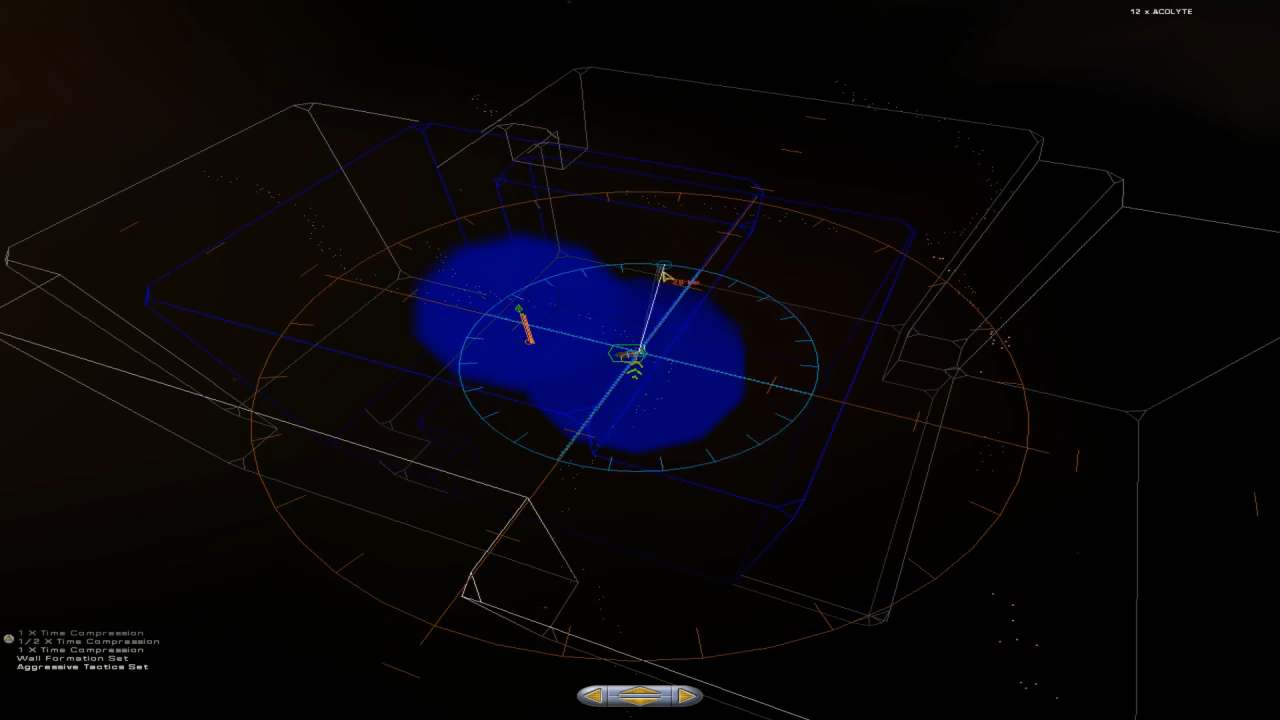 12 x ACOLYTE
1 X Time Compression
1/2 X Time Compression
1 X Time Compression
Wall Formation Set
Aggressive Tactics Set